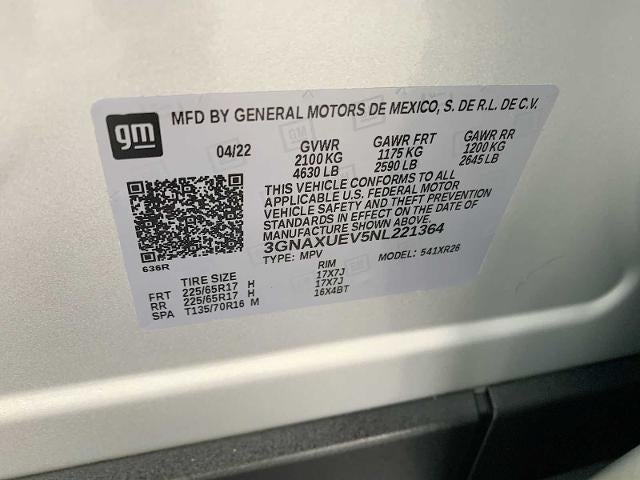 gm
MFD BY GENERAL MOTORS DE MEXICO, S. DE R.L. DE C.V.
04/22 GVWR GAWR FRT GAWR RR
2100 KG 1175 KG 1200 KG
4630 LB 2590 LB 2645 LB
THIS VEHICLE CONFORMS TO ALL
APPLICABLE U.S. FEDERAL MOTOR
VEHICLE SAFETY AND THEFT PREVENTION
STANDARDS IN EFFECT ON THE DATE OF
MANUFACTURE SHOWN ABOVE.
3GNAXUEV5NL221364
TYPE: MPV MODEL: 541XR26
636R
TIRE SIZE RIM
FRT 225/65R17 H 17X7J
RR 225/65R17 H 17X7J
SPA T135/70R16 M 16X4BT